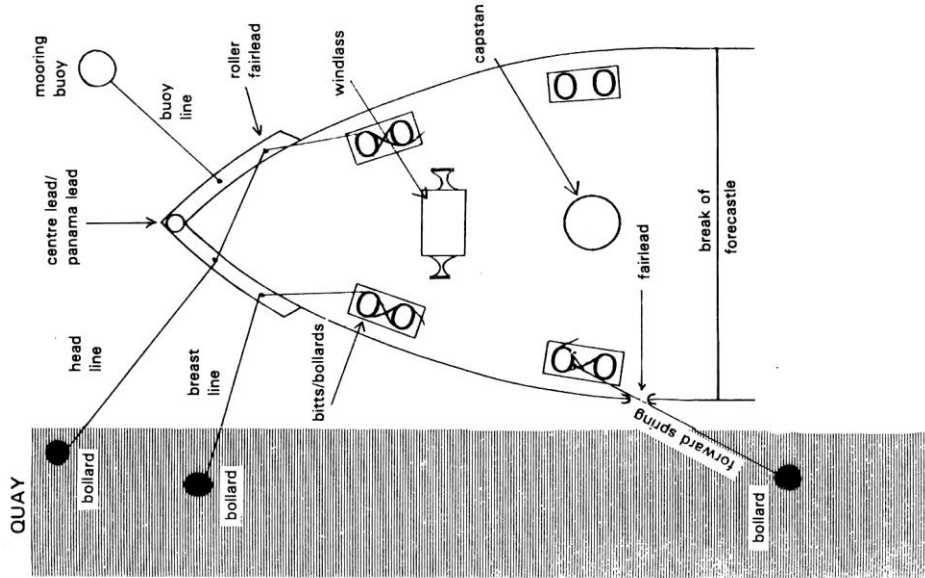 QUAY
bollard
head
line
bollard
breast
line
bitts/bollards
centre lead/
panama lead
mooring
buoy
buoy
line
roller
fairlead
windlass
capstan
fairlead
break of
forecastle
forward spring
bollard